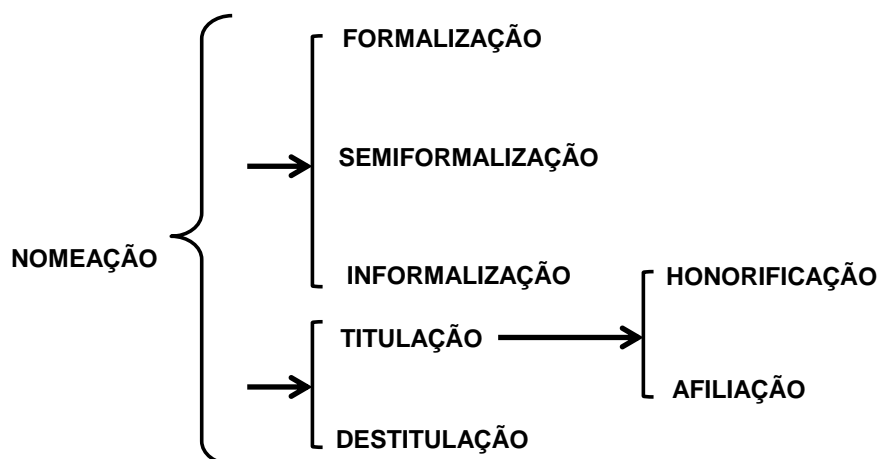 FORMALIZAÇÃO
SEMIFORMALIZAÇÃO
NOMEAÇÃO
INFORMALIZAÇÃO
HONORIFICAÇÃO
TITULAÇÃO
AFILIAÇÃO
DESTITULAÇÃO